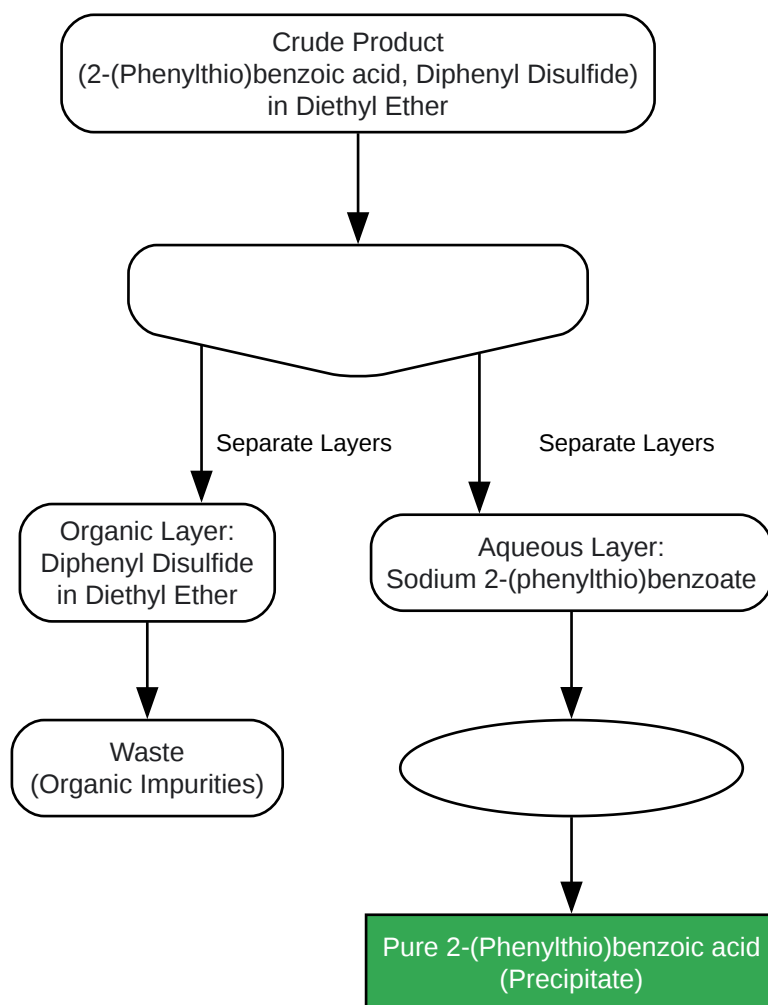 Crude Product
(2-(Phenylthio)benzoic acid, Diphenyl Disulfide)
in Diethyl Ether
Separate Layers
Separate Layers
Organic Layer:
Diphenyl Disulfide
in Diethyl Ether
Aqueous Layer:
Sodium 2-(phenylthio)benzoate
Waste
(Organic Impurities)
Pure 2-(Phenylthio)benzoic acid
(Precipitate)